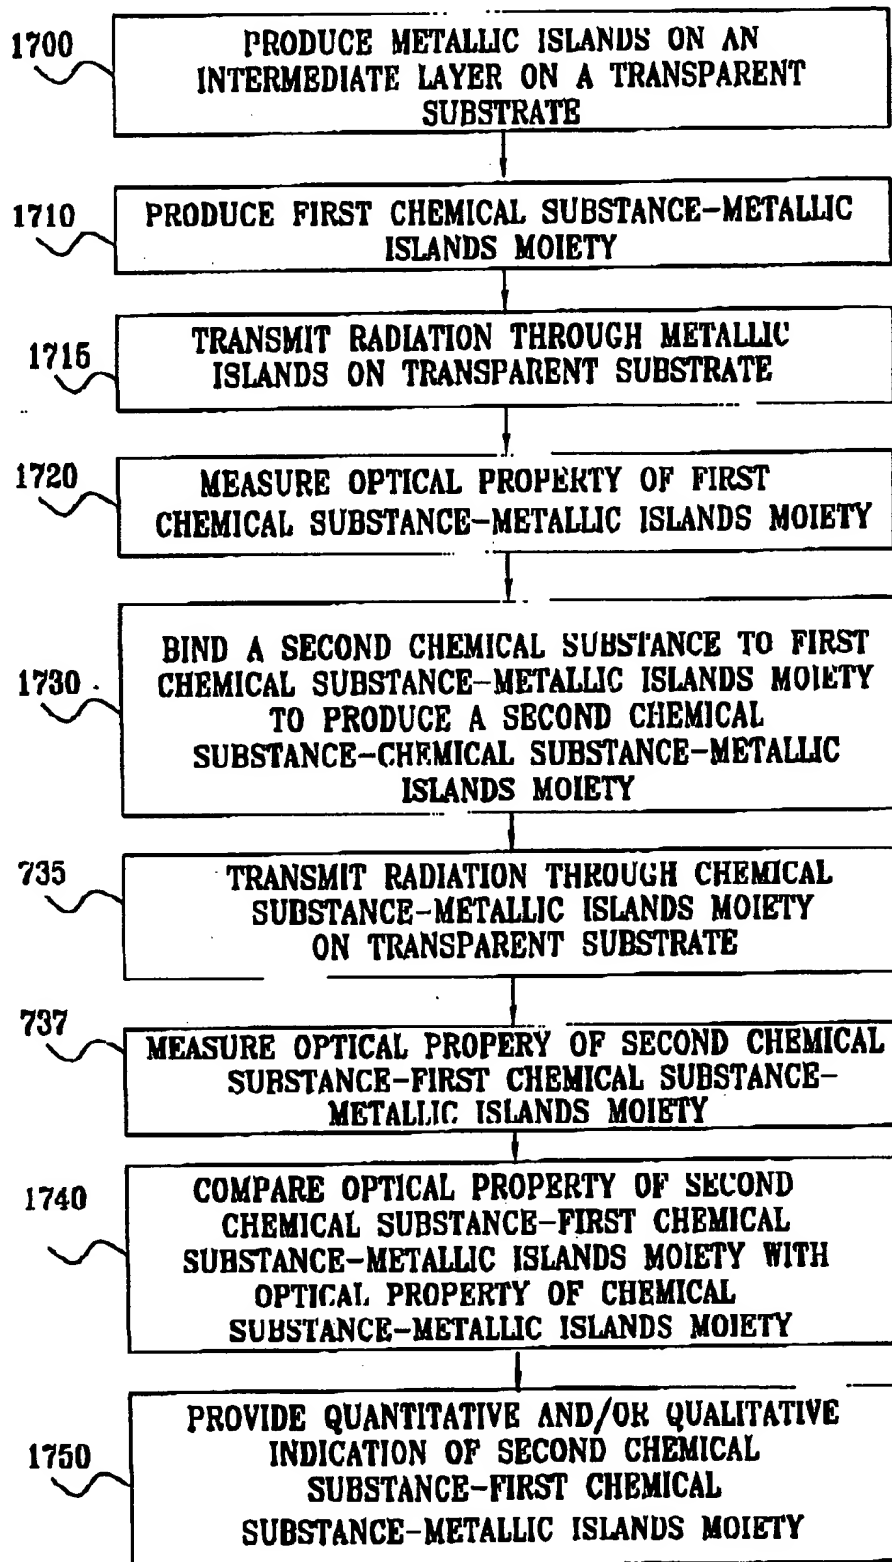 1700
PRODUCE METALLIC ISLANDS ON AN
INTERMEDIATE LAYER ON A TRANSPARENT
SUBSTRATE
1710
PRODUCE FIRST CHEMICAL SUBSTANCE-METALLIC
ISLANDS MOIETY
1715
TRANSMIT RADIATION THROUGH METALLIC
ISLANDS ON TRANSPARENT SUBSTRATE
1720
MEASURE OPTICAL PROPERTY OF FIRST
CHEMICAL SUBSTANCE-METALLIC ISLANDS MOIETY
1730
BIND A SECOND CHEMICAL SUBSTANCE TO FIRST
CHEMICAL SUBSTANCE-METALLIC ISLANDS MOIETY
TO PRODUCE A SECOND CHEMICAL
SUBSTANCE-CHEMICAL SUBSTANCE-METALLIC
ISLANDS MOIETY
735
TRANSMIT RADIATION THROUGH CHEMICAL
SUBSTANCE-METALLIC ISLANDS MOIETY
ON TRANSPARENT SUBSTRATE
737
MEASURE OPTICAL PROPERY OF SECOND CHEMICAL
SUBSTANCE-FIRST CHEMICAL SUBSTANCE-
METALLIC ISLANDS MOIETY
1740
COMPARE OPTICAL PROPERTY OF SECOND
CHEMICAL SUBSTANCE-FIRST CHEMICAL
SUBSTANCE-METALLIC ISLANDS MOIETY WITH
OPTICAL PROPERTY OF CHEMICAL
SUBSTANCE-METALLIC ISLANDS MOIETY
1750
PROVIDE QUANTITATIVE AND/OR QUALITATIVE
INDICATION OF SECOND CHEMICAL
SUBSTANCE-FIRST CHEMICAL
SUBSTANCE-METALLIC ISLANDS MOIETY